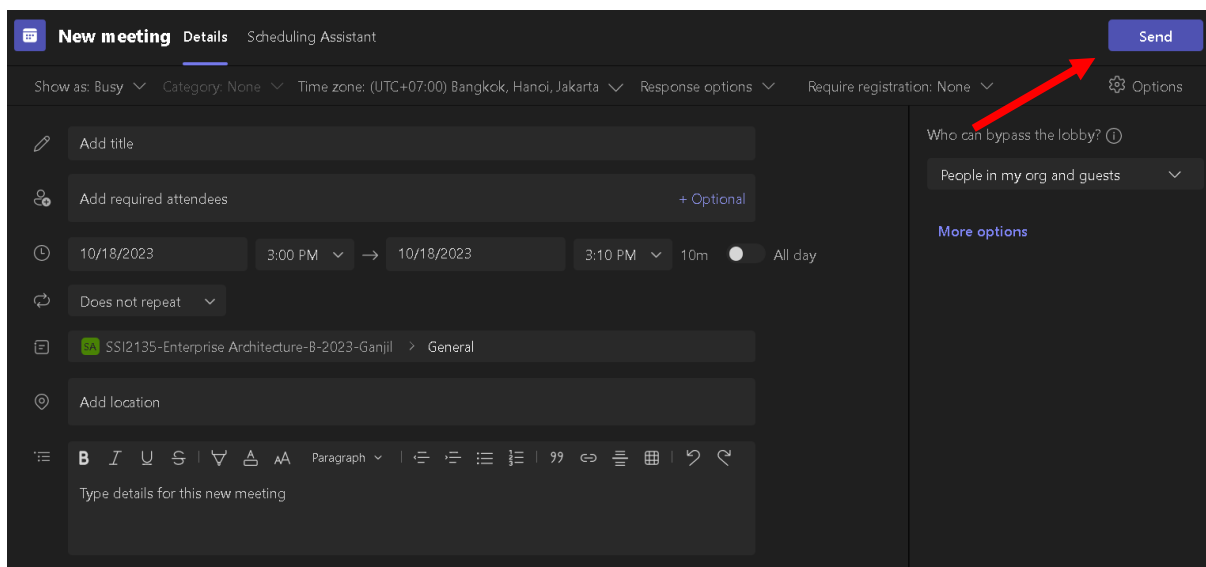 New meeting Details Scheduling Assistant Send
Show as: Busy Category: None Time zone: (UTC+07:00) Bangkok, Hanoi, Jakarta Response options Require registration: None Options
Add title
Add required attendees + Optional
10/18/2023 3:00 PM → 10/18/2023 3:10 PM 10m All day
Does not repeat
SA SSI2135-Enterprise Architecture-B-2023-Ganjil > General
Add location
B I U S A AA Paragraph 99
Type details for this new meeting
Who can bypass the lobby?
People in my org and guests
More options